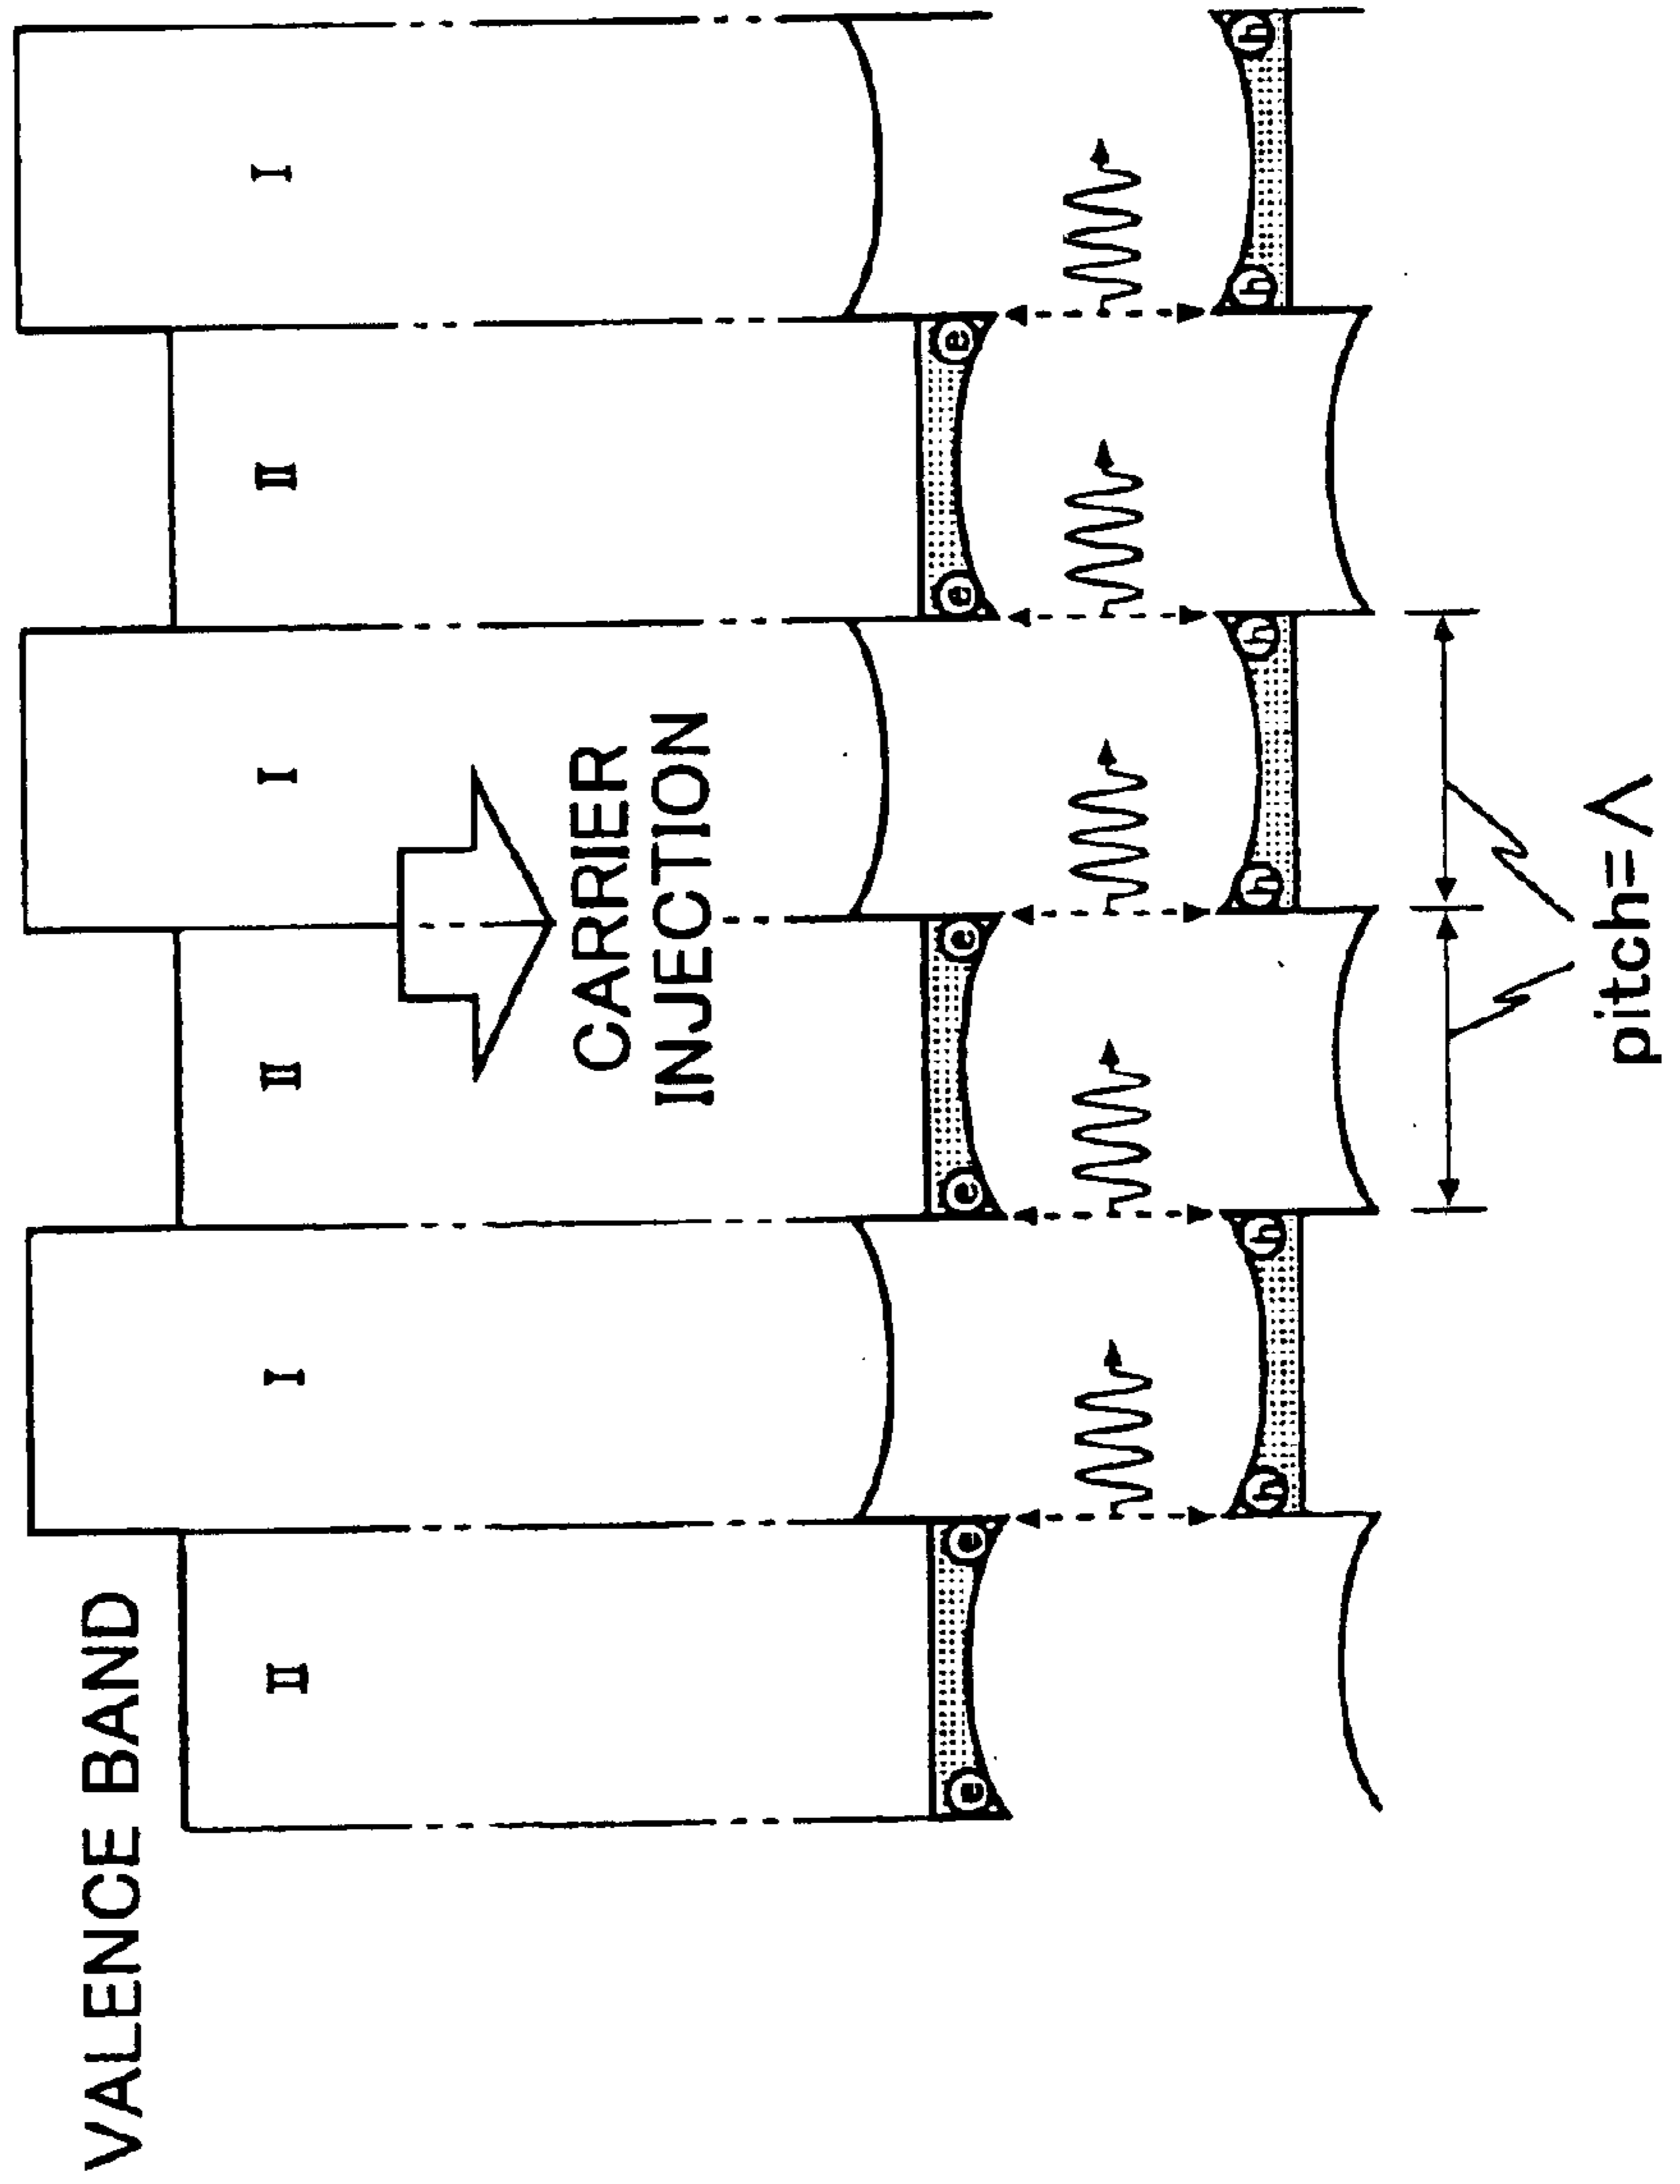 VALENCE BAND
II I II I II I
CARRIER
INJECTION
e e e e e e
h h h h h h
pitch=Λ